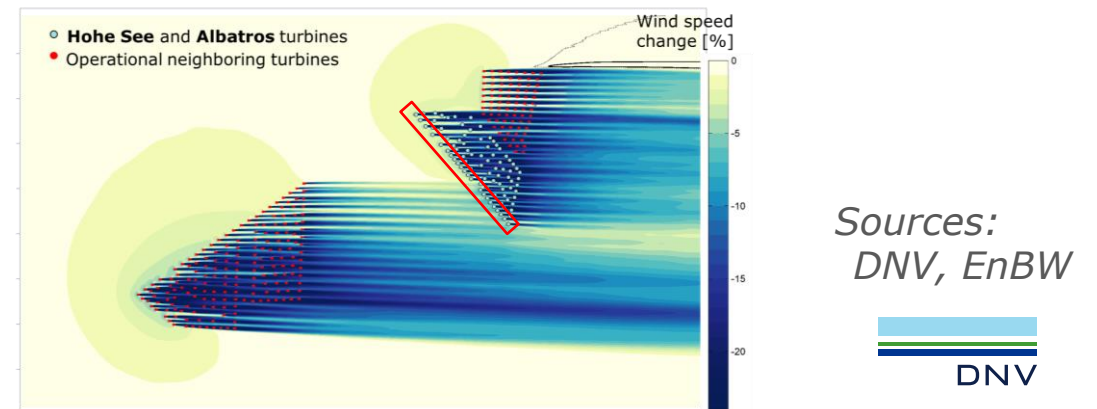 Hohe See and Albatros turbines
Operational neighboring turbines
Wind speed
change [%]
0
-5
-10
-15
-20
Sources:
DNV, EnBW
DNV